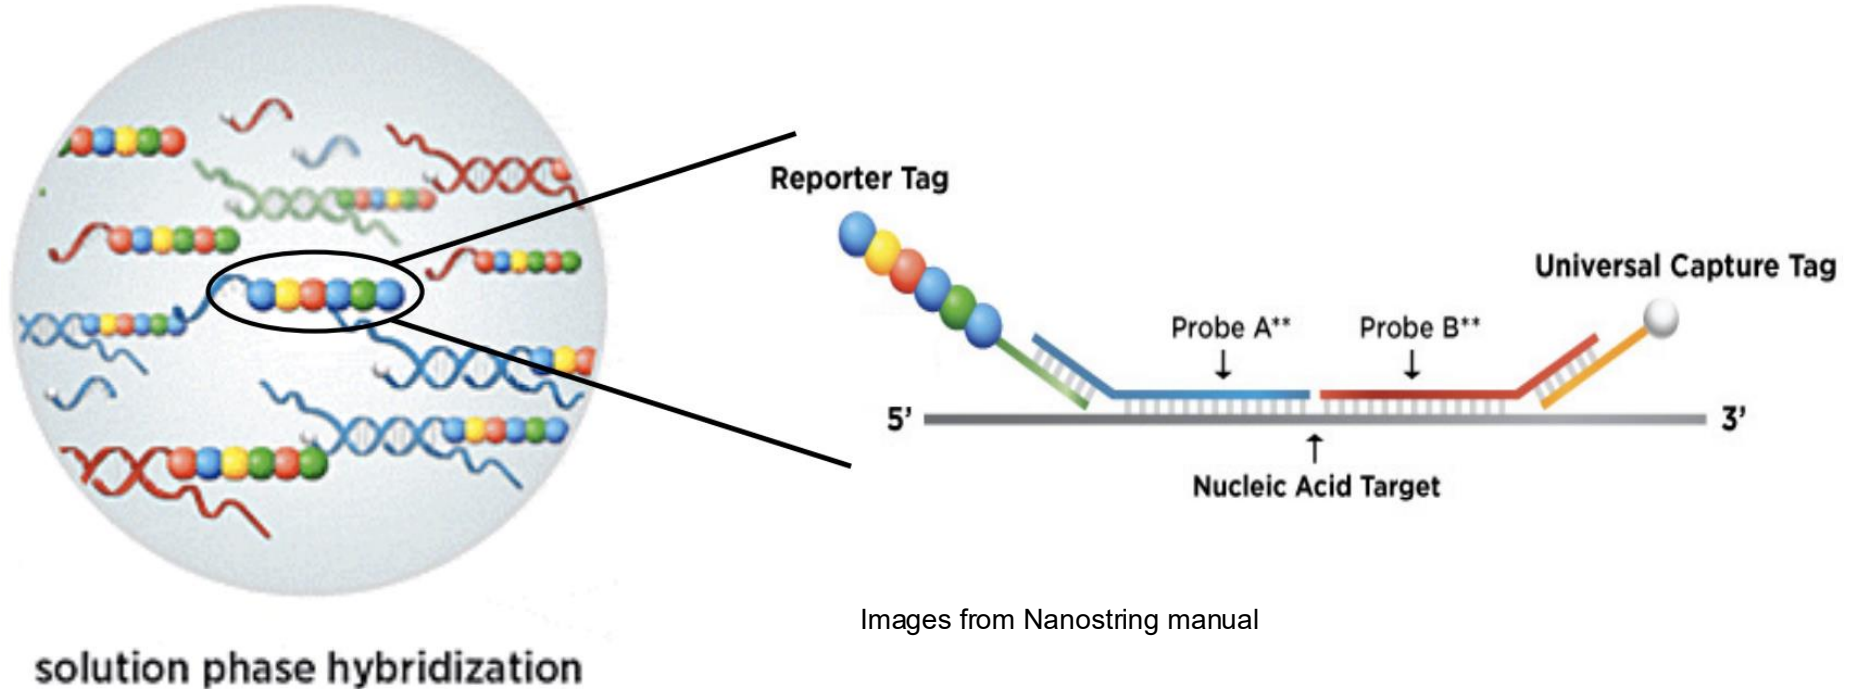 Reporter Tag
Universal Capture Tag
Probe A**
Probe B**
5’
3’
Nucleic Acid Target
Images from Nanostring manual
solution phase hybridization